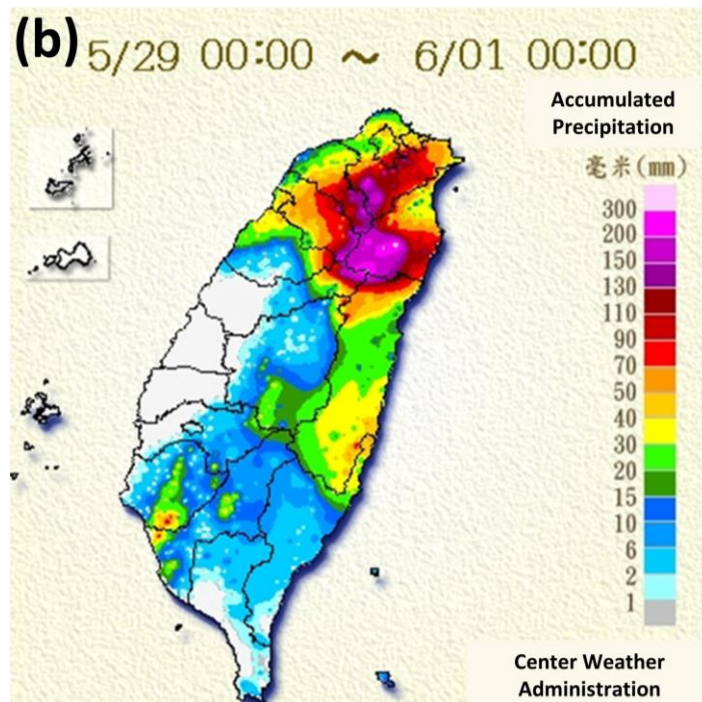 (b) 5/29 00:00 ～ 6/01 00:00
Accumulated
Precipitation
毫米(mm)
300
200
150
130
110
90
70
50
40
30
20
15
10
6
2
1
Center Weather
Administration